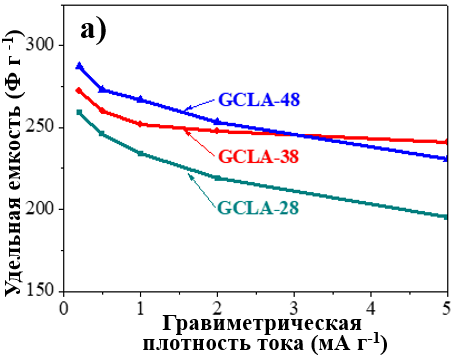 а)
Удельная емкость (Ф г⁻¹)
300
250
200
150
GCLA-48
GCLA-38
GCLA-28
0 1 2 3 4 5
Гравиметрическая
плотность тока (мА г⁻¹)